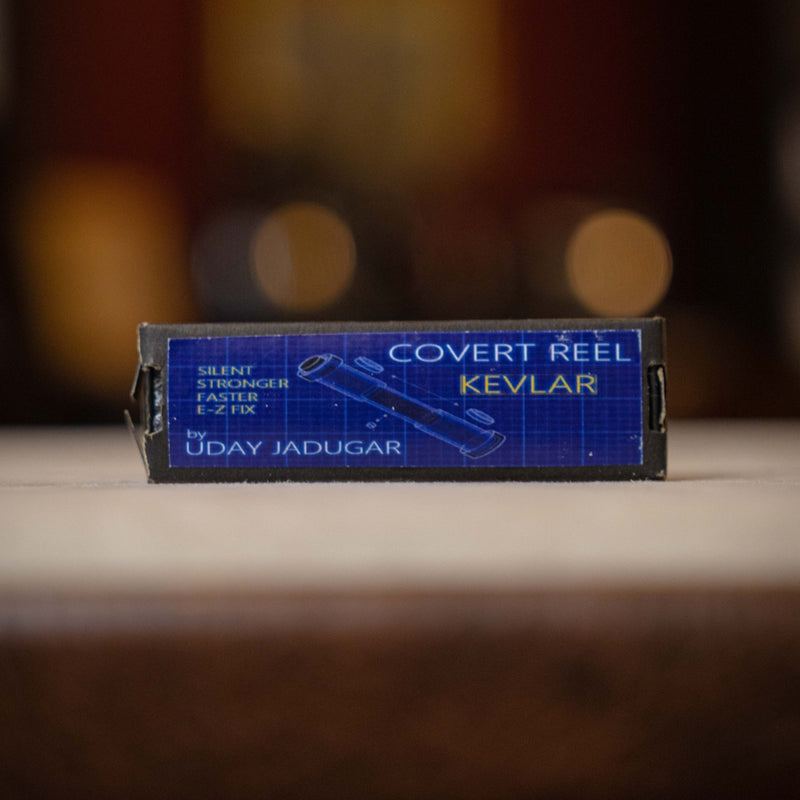 COVERT REEL
KEVLAR
SILENT
STRONGER
FASTER
E-Z FIX
by
UDAY JADUGAR